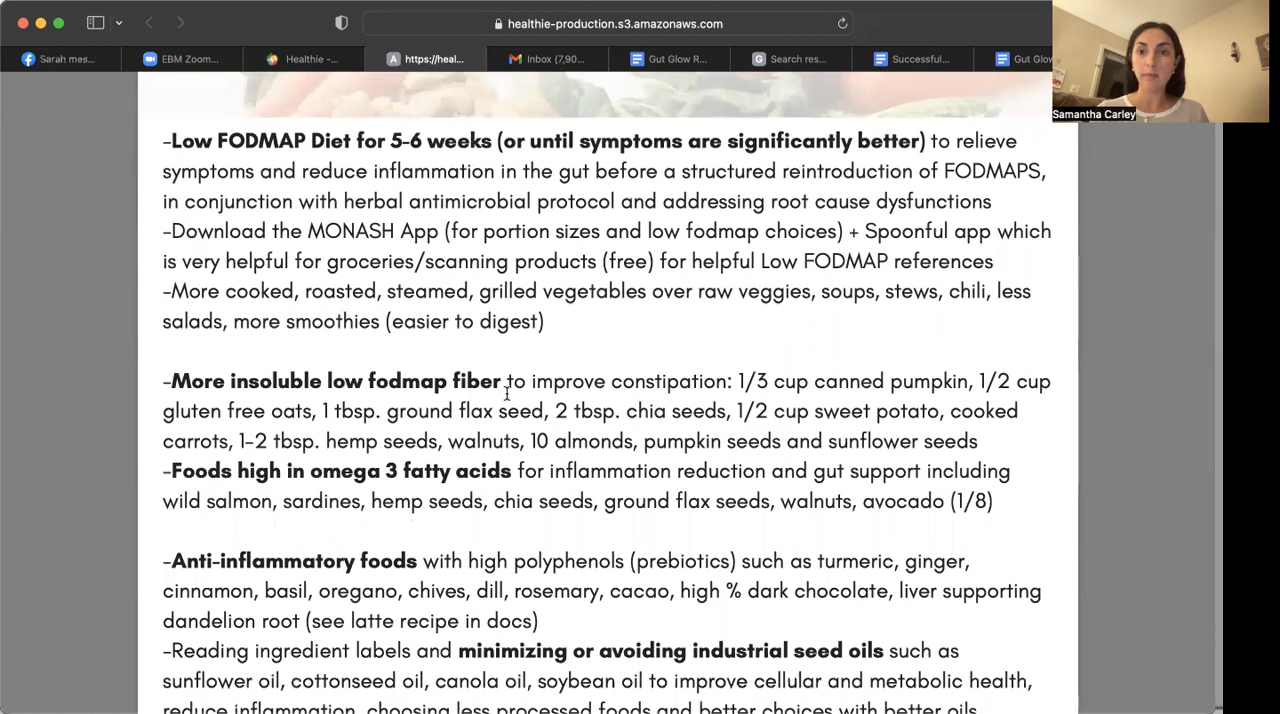 healthie-production.s3.amazonaws.com
Sarah mes...
EBM Zoom...
Healthie -...
https://heal...
Inbox (7,90...
Gut Glow R...
Search res...
Successful...
Gut Glow
Samantha Carley
-Low FODMAP Diet for 5-6 weeks (or until symptoms are significantly better) to relieve
symptoms and reduce inflammation in the gut before a structured reintroduction of FODMAPS,
in conjunction with herbal antimicrobial protocol and addressing root cause dysfunctions
-Download the MONASH App (for portion sizes and low fodmap choices) + Spoonful app which
is very helpful for groceries/scanning products (free) for helpful Low FODMAP references
-More cooked, roasted, steamed, grilled vegetables over raw veggies, soups, stews, chili, less
salads, more smoothies (easier to digest)
-More insoluble low fodmap fiber to improve constipation: 1/3 cup canned pumpkin, 1/2 cup
gluten free oats, 1 tbsp. ground flax seed, 2 tbsp. chia seeds, 1/2 cup sweet potato, cooked
carrots, 1-2 tbsp. hemp seeds, walnuts, 10 almonds, pumpkin seeds and sunflower seeds
-Foods high in omega 3 fatty acids for inflammation reduction and gut support including
wild salmon, sardines, hemp seeds, chia seeds, ground flax seeds, walnuts, avocado (1/8)
-Anti-inflammatory foods with high polyphenols (prebiotics) such as turmeric, ginger,
cinnamon, basil, oregano, chives, dill, rosemary, cacao, high % dark chocolate, liver supporting
dandelion root (see latte recipe in docs)
-Reading ingredient labels and minimizing or avoiding industrial seed oils such as
sunflower oil, cottonseed oil, canola oil, soybean oil to improve cellular and metabolic health,
reduce inflammation, choosing less processed foods and better choices with better oils